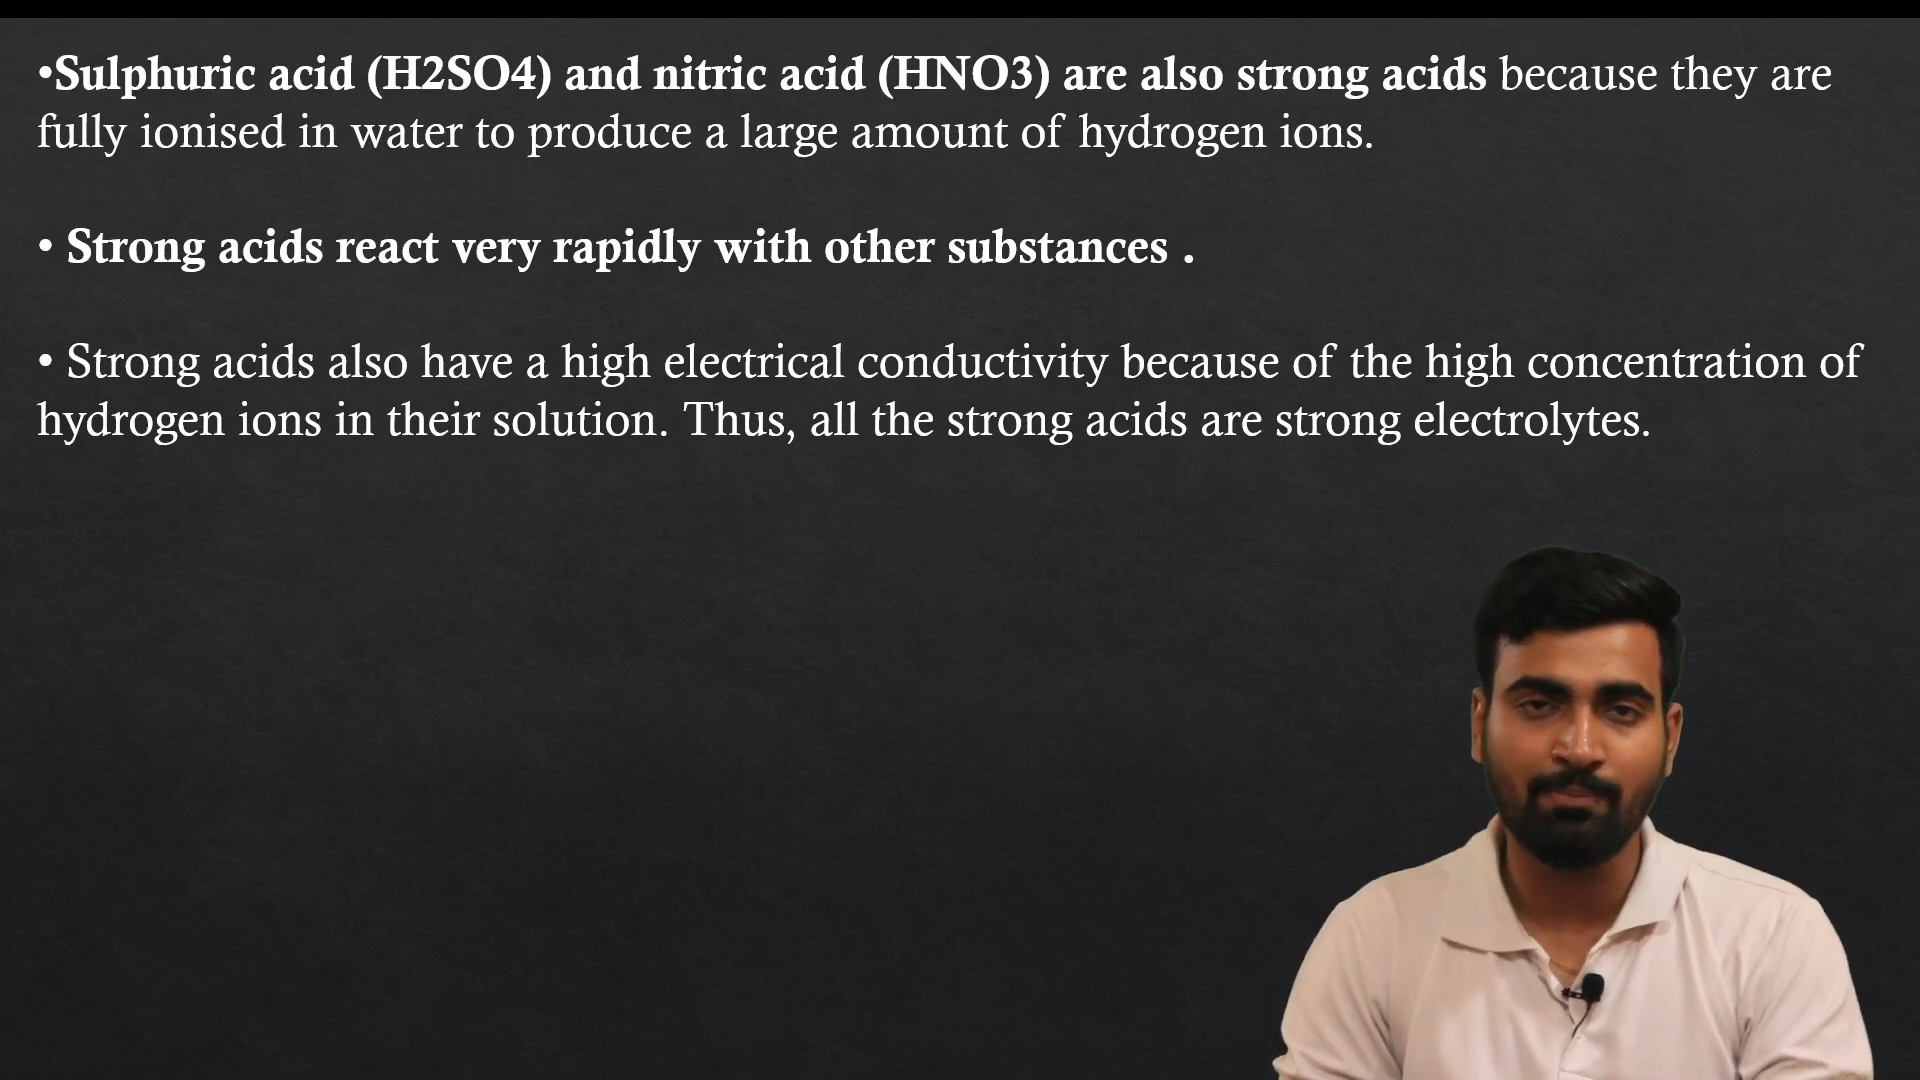 •Sulphuric acid (H2SO4) and nitric acid (HNO3) are also strong acids because they are
fully ionised in water to produce a large amount of hydrogen ions.
• Strong acids react very rapidly with other substances .
• Strong acids also have a high electrical conductivity because of the high concentration of
hydrogen ions in their solution. Thus, all the strong acids are strong electrolytes.